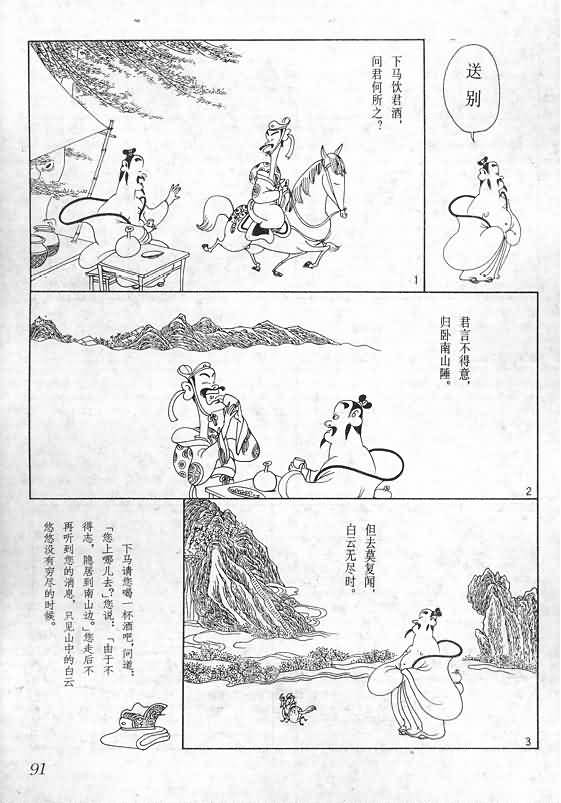 送别
下马饮君酒，
问君何所之？
1
君言不得意，
归卧南山陲。
2
但去莫复闻，
白云无尽时。
3
下马请您喝一杯酒吧，问道：
“您上哪儿去？”您说：“由于不
得志，隐居到南山边。”您走后不
再听到您的消息，只见山中的白云
悠悠没有穷尽的时候。
91